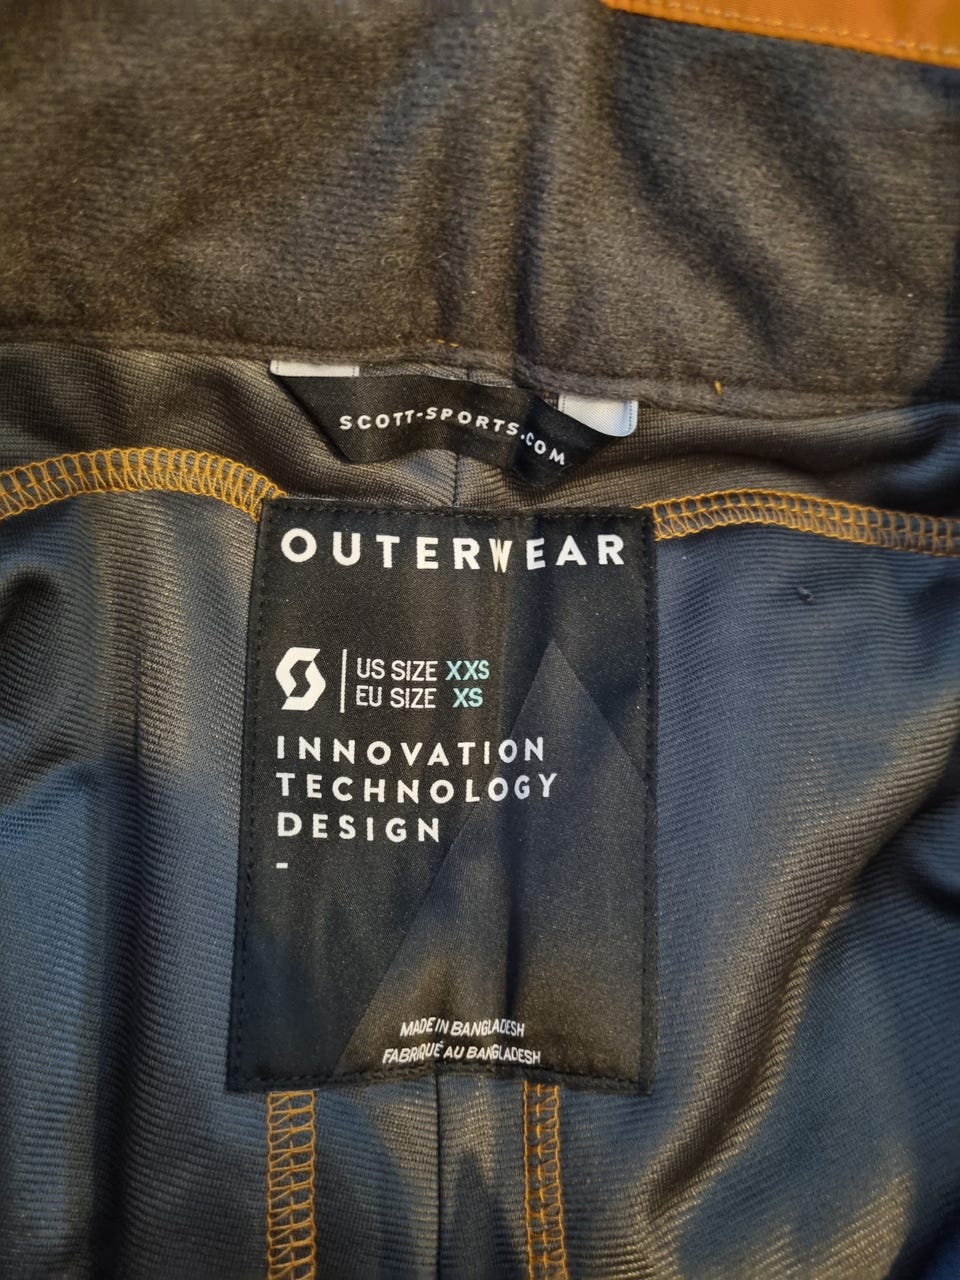 SCOTT-SPORTS.COM
OUTERWEAR
US SIZE XXS
EU SIZE XS
INNOVATION
TECHNOLOGY
DESIGN
-
MADE IN BANGLADESH
FABRIQUÉ AU BANGLADESH